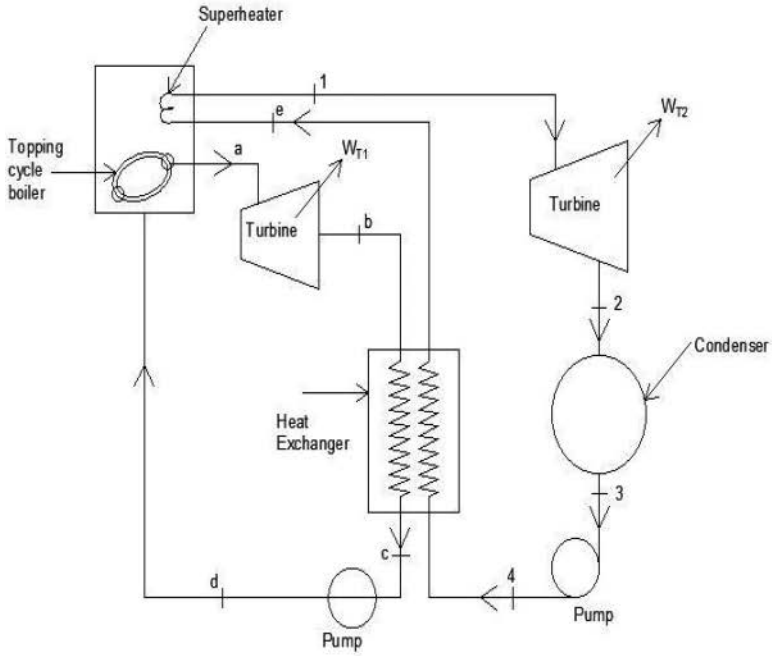 Superheater
1
e
W_T2
Topping
cycle
boiler
a
W_T1
Turbine
Turbine
b
2
Condenser
Heat
Exchanger
3
c
d
4
Pump
Pump